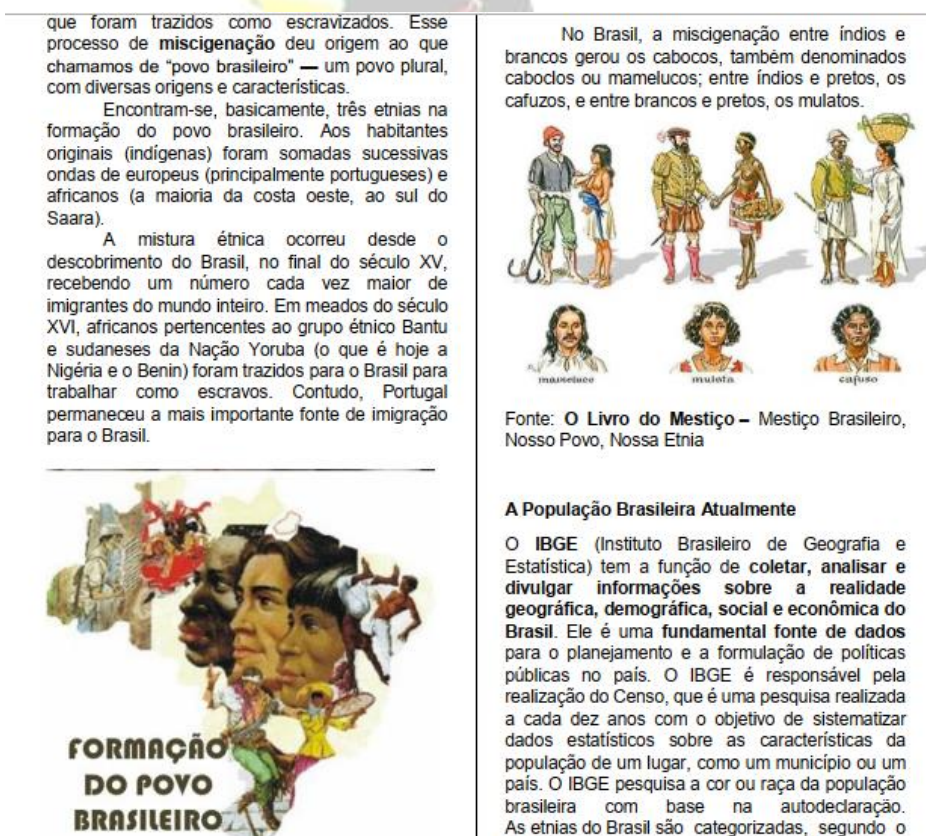 que foram trazidos como escravizados. Esse
processo de miscigenação deu origem ao que
chamamos de “povo brasileiro” — um povo plural,
com diversas origens e características.
Encontram-se, basicamente, três etnias na
formação do povo brasileiro. Aos habitantes
originais (indígenas) foram somadas sucessivas
ondas de europeus (principalmente portugueses) e
africanos (a maioria da costa oeste, ao sul do
Saara).
A mistura étnica ocorreu desde o
descobrimento do Brasil, no final do século XV,
recebendo um número cada vez maior de
imigrantes do mundo inteiro. Em meados do século
XVI, africanos pertencentes ao grupo étnico Bantu
e sudaneses da Nação Yoruba (o que é hoje a
Nigéria e o Benin) foram trazidos para o Brasil para
trabalhar como escravos. Contudo, Portugal
permaneceu a mais importante fonte de imigração
para o Brasil.
FORMAÇÃO
DO POVO
BRASILEIRO
No Brasil, a miscigenação entre índios e
brancos gerou os cabocos, também denominados
caboclos ou mamelucos; entre índios e pretos, os
cafuzos, e entre brancos e pretos, os mulatos.
mameluco mulata cafuso
Fonte: O Livro do Mestiço – Mestiço Brasileiro,
Nosso Povo, Nossa Etnia
A População Brasileira Atualmente
O IBGE (Instituto Brasileiro de Geografia e
Estatística) tem a função de coletar, analisar e
divulgar informações sobre a realidade
geográfica, demográfica, social e econômica do
Brasil. Ele é uma fundamental fonte de dados
para o planejamento e a formulação de políticas
públicas no país. O IBGE é responsável pela
realização do Censo, que é uma pesquisa realizada
a cada dez anos com o objetivo de sistematizar
dados estatísticos sobre as características da
população de um lugar, como um município ou um
país. O IBGE pesquisa a cor ou raça da população
brasileira com base na autodeclaração.
As etnias do Brasil são categorizadas, segundo o